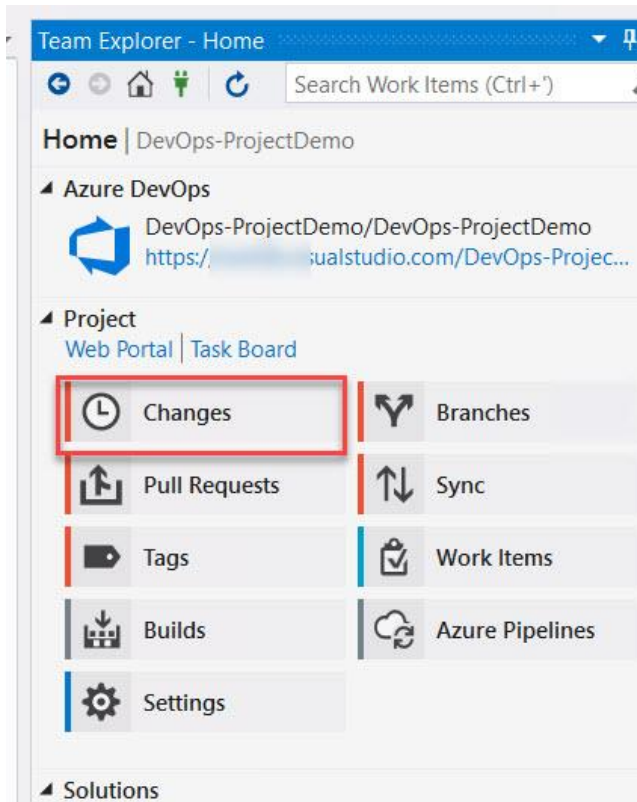 Team Explorer - Home
Search Work Items (Ctrl+')
Home | DevOps-ProjectDemo
Azure DevOps
DevOps-ProjectDemo/DevOps-ProjectDemo
https:/ sualstudio.com/DevOps-Projec...
Project
Web Portal | Task Board
Changes
Branches
Pull Requests
Sync
Tags
Work Items
Builds
Azure Pipelines
Settings
Solutions